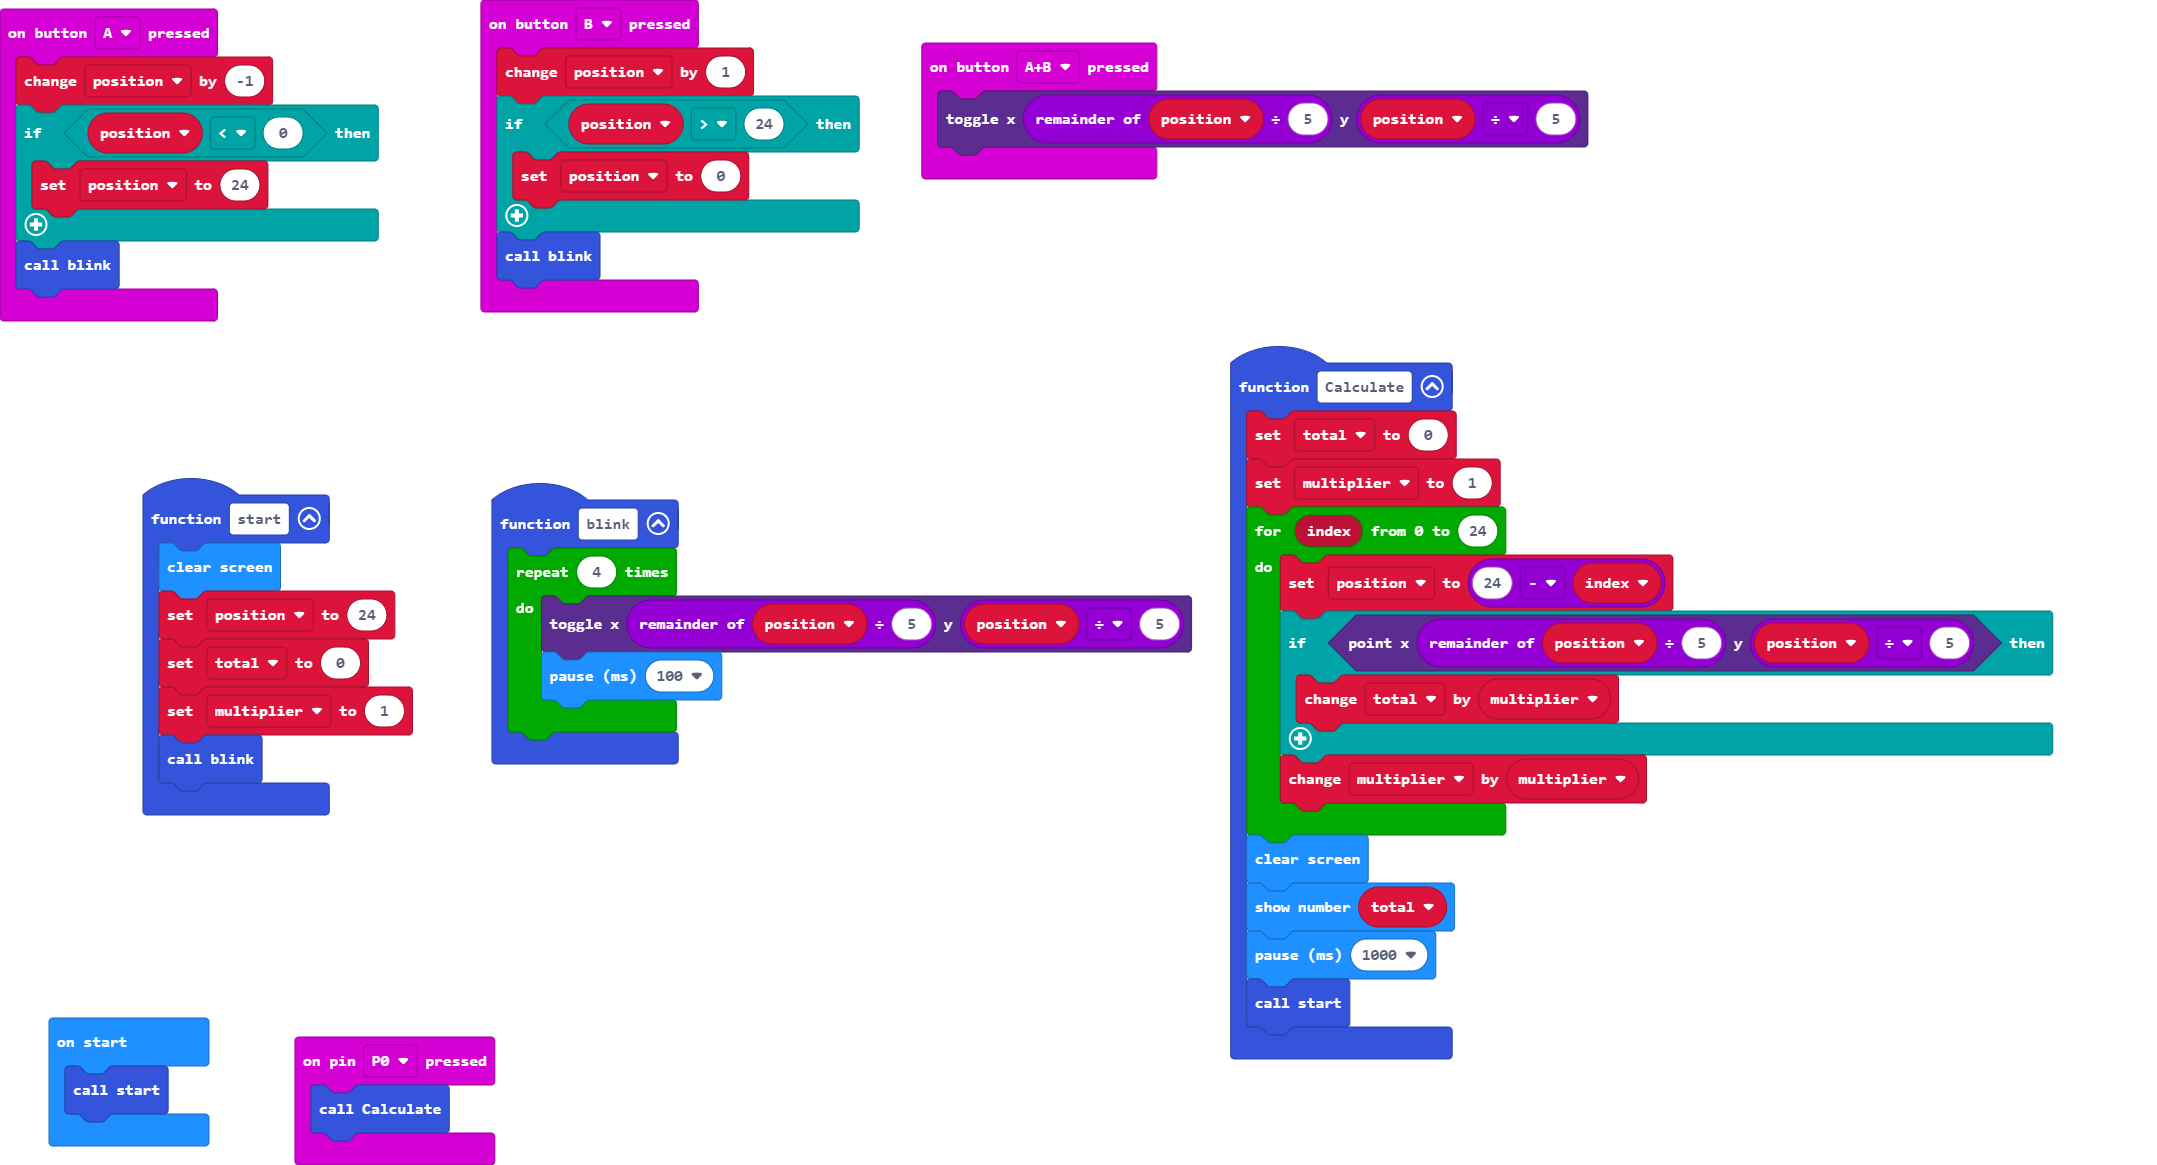 on button A pressed
change position by -1
if position < 0 then
set position to 24
call blink
on button B pressed
change position by 1
if position > 24 then
set position to 0
call blink
on button A+B pressed
toggle x remainder of position ÷ 5 y position ÷ 5
function start
clear screen
set position to 24
set total to 0
set multiplier to 1
call blink
function blink
repeat 4 times
do
toggle x remainder of position ÷ 5 y position ÷ 5
pause (ms) 100
function Calculate
set total to 0
set multiplier to 1
for index from 0 to 24
do
set position to 24 - index
if point x remainder of position ÷ 5 y position ÷ 5 then
change total by multiplier
change multiplier by multiplier
clear screen
show number total
pause (ms) 1000
call start
on start
call start
on pin P0 pressed
call Calculate